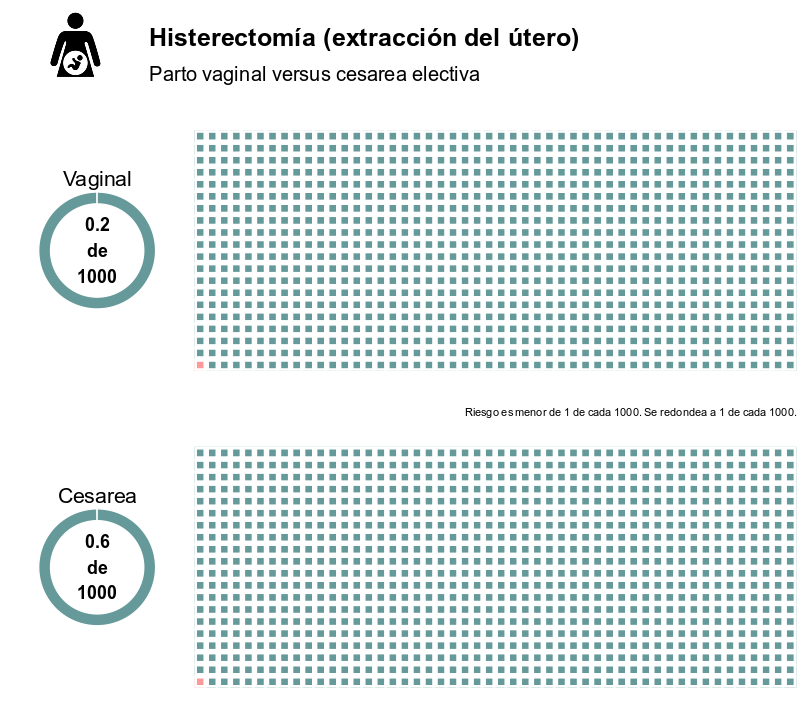 Histerectomía (extracción del útero)
Parto vaginal versus cesarea electiva
Vaginal
0.2
de
1000
Riesgo es menor de 1 de cada 1000. Se redondea a 1 de cada 1000.
Cesarea
0.6
de
1000